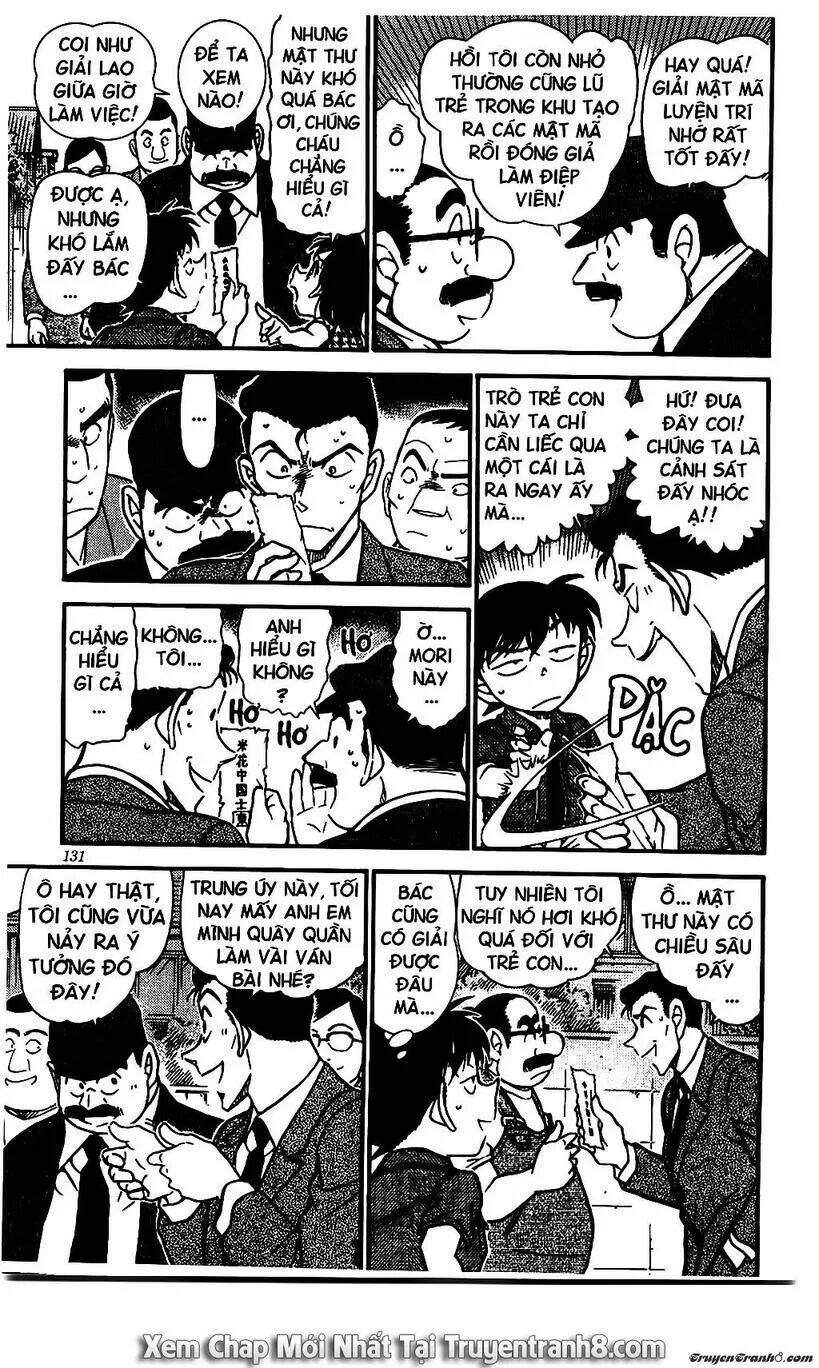 HAY QUÁ!
GIẢI MẬT MÃ
LUYỆN TRÍ
NHỚ RẤT
TỐT ĐẤY!
HỒI TÔI CÒN NHỎ
THƯỜNG CÙNG LŨ
TRẺ TRONG KHU TẠO
RA CÁC MẬT MÃ
RỒI ĐÓNG GIẢ
LÀM ĐIỆP
VIÊN!
Ồ
...
NHƯNG
MẬT THƯ
NÀY KHÓ
QUÁ BÁC
ƠI, CHÚNG
CHÁU
CHẲNG
HIỂU GÌ
CẢ!
ĐỂ TA
XEM
NÀO!
COI NHƯ
GIẢI LAO
GIỮA GIỜ
LÀM VIỆC!
ĐƯỢC Ạ,
NHƯNG
KHÓ LẮM
ĐẤY BÁC
...
HỨ! ĐƯA
ĐÂY COI!
CHÚNG TA LÀ
CẢNH SÁT
ĐẤY NHÓC
Ạ!!
TRÒ TRẺ CON
NÀY TA CHỈ
CẦN LIẾC QUA
MỘT CÁI LÀ
RA NGAY ẤY
MÀ...
PẶC
...
Ờ...
MORI
NÀY...
ANH
HIỂU GÌ
KHÔNG
?
HƠ
HƠ
HƠ
KHÔNG...
TÔI...
CHẲNG
HIỂU
GÌ CẢ
...
米花中国士東
131
Ồ... MẬT
THƯ NÀY CÓ
CHIỀU SÂU
ĐẤY
...
TUY NHIÊN TÔI
NGHĨ NÓ HƠI KHÓ
QUÁ ĐỐI VỚI
TRẺ CON...
BÁC
CŨNG
CÓ GIẢI
ĐƯỢC
ĐÂU
MÀ...
TRUNG ÚY NÀY, TỐI
NAY MẤY ANH EM
MÌNH QUÂY QUẦN
LÀM VÀI VÁN
BÀI NHÉ?
Ô HAY THẬT,
TÔI CŨNG VỪA
NẢY RA Ý
TƯỞNG ĐÓ
ĐÂY!
Xem Chap Mới Nhất Tại Truyentranh8.com
TruyenTranh8.com